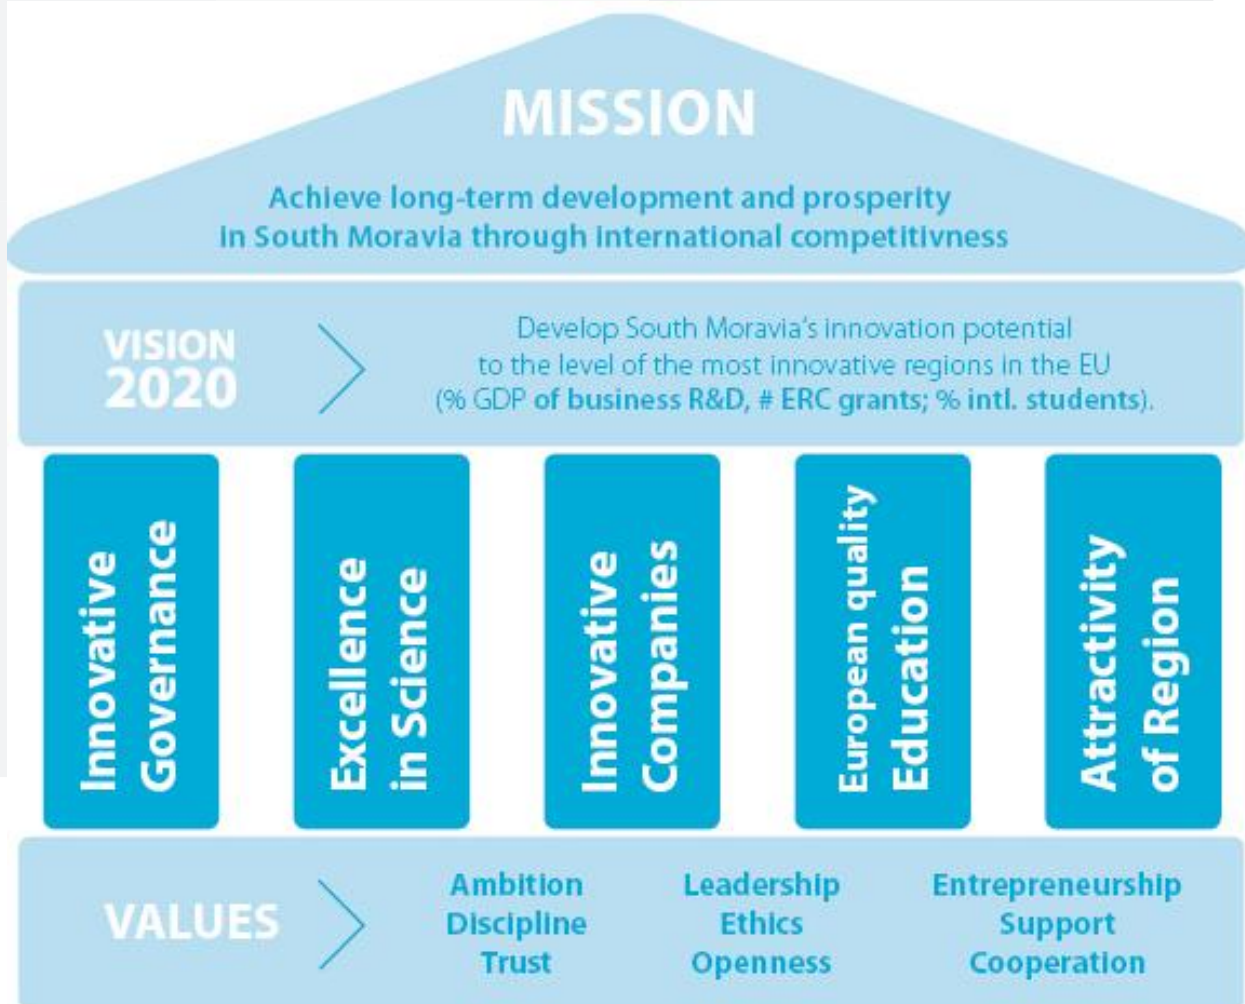 MISSION
Achieve long-term development and prosperity
in South Moravia through international competitivness
VISION
2020
Develop South Moravia's innovation potential
to the level of the most innovative regions in the EU
(% GDP of business R&D, # ERC grants; % intl. students).
Innovative
Governance
Excellence
in Science
Innovative
Companies
European quality
Education
Attractivity
of Region
VALUES
Ambition
Discipline
Trust
Leadership
Ethics
Openness
Entrepreneurship
Support
Cooperation